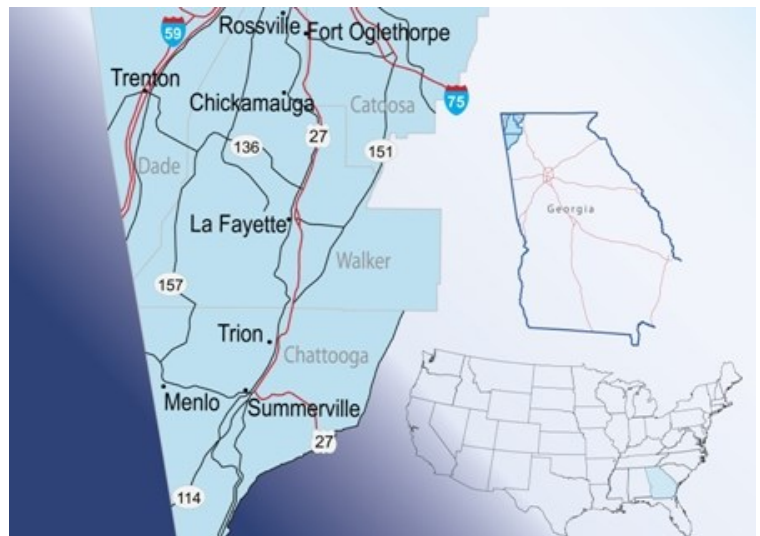 59
Rossville
Fort Oglethorpe
Trenton
75
Chickamauga
Catoosa
27
136
151
Dade
Georgia
La Fayette
Walker
157
Trion
Chattooga
Menlo
Summerville
27
114